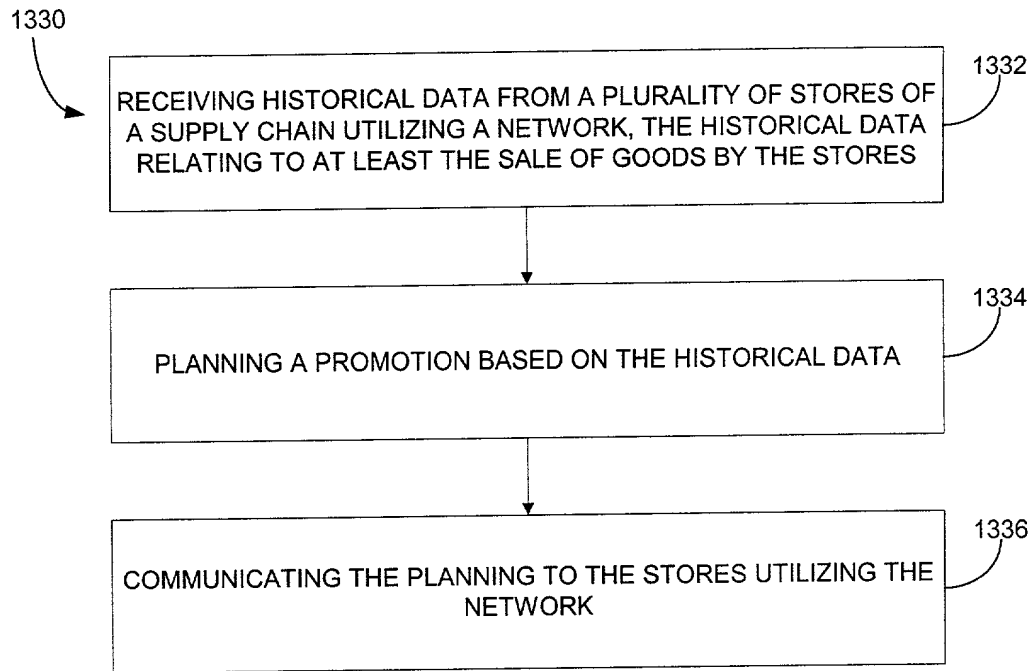 1330
1332
RECEIVING HISTORICAL DATA FROM A PLURALITY OF STORES OF
A SUPPLY CHAIN UTILIZING A NETWORK, THE HISTORICAL DATA
RELATING TO AT LEAST THE SALE OF GOODS BY THE STORES
1334
PLANNING A PROMOTION BASED ON THE HISTORICAL DATA
1336
COMMUNICATING THE PLANNING TO THE STORES UTILIZING THE
NETWORK